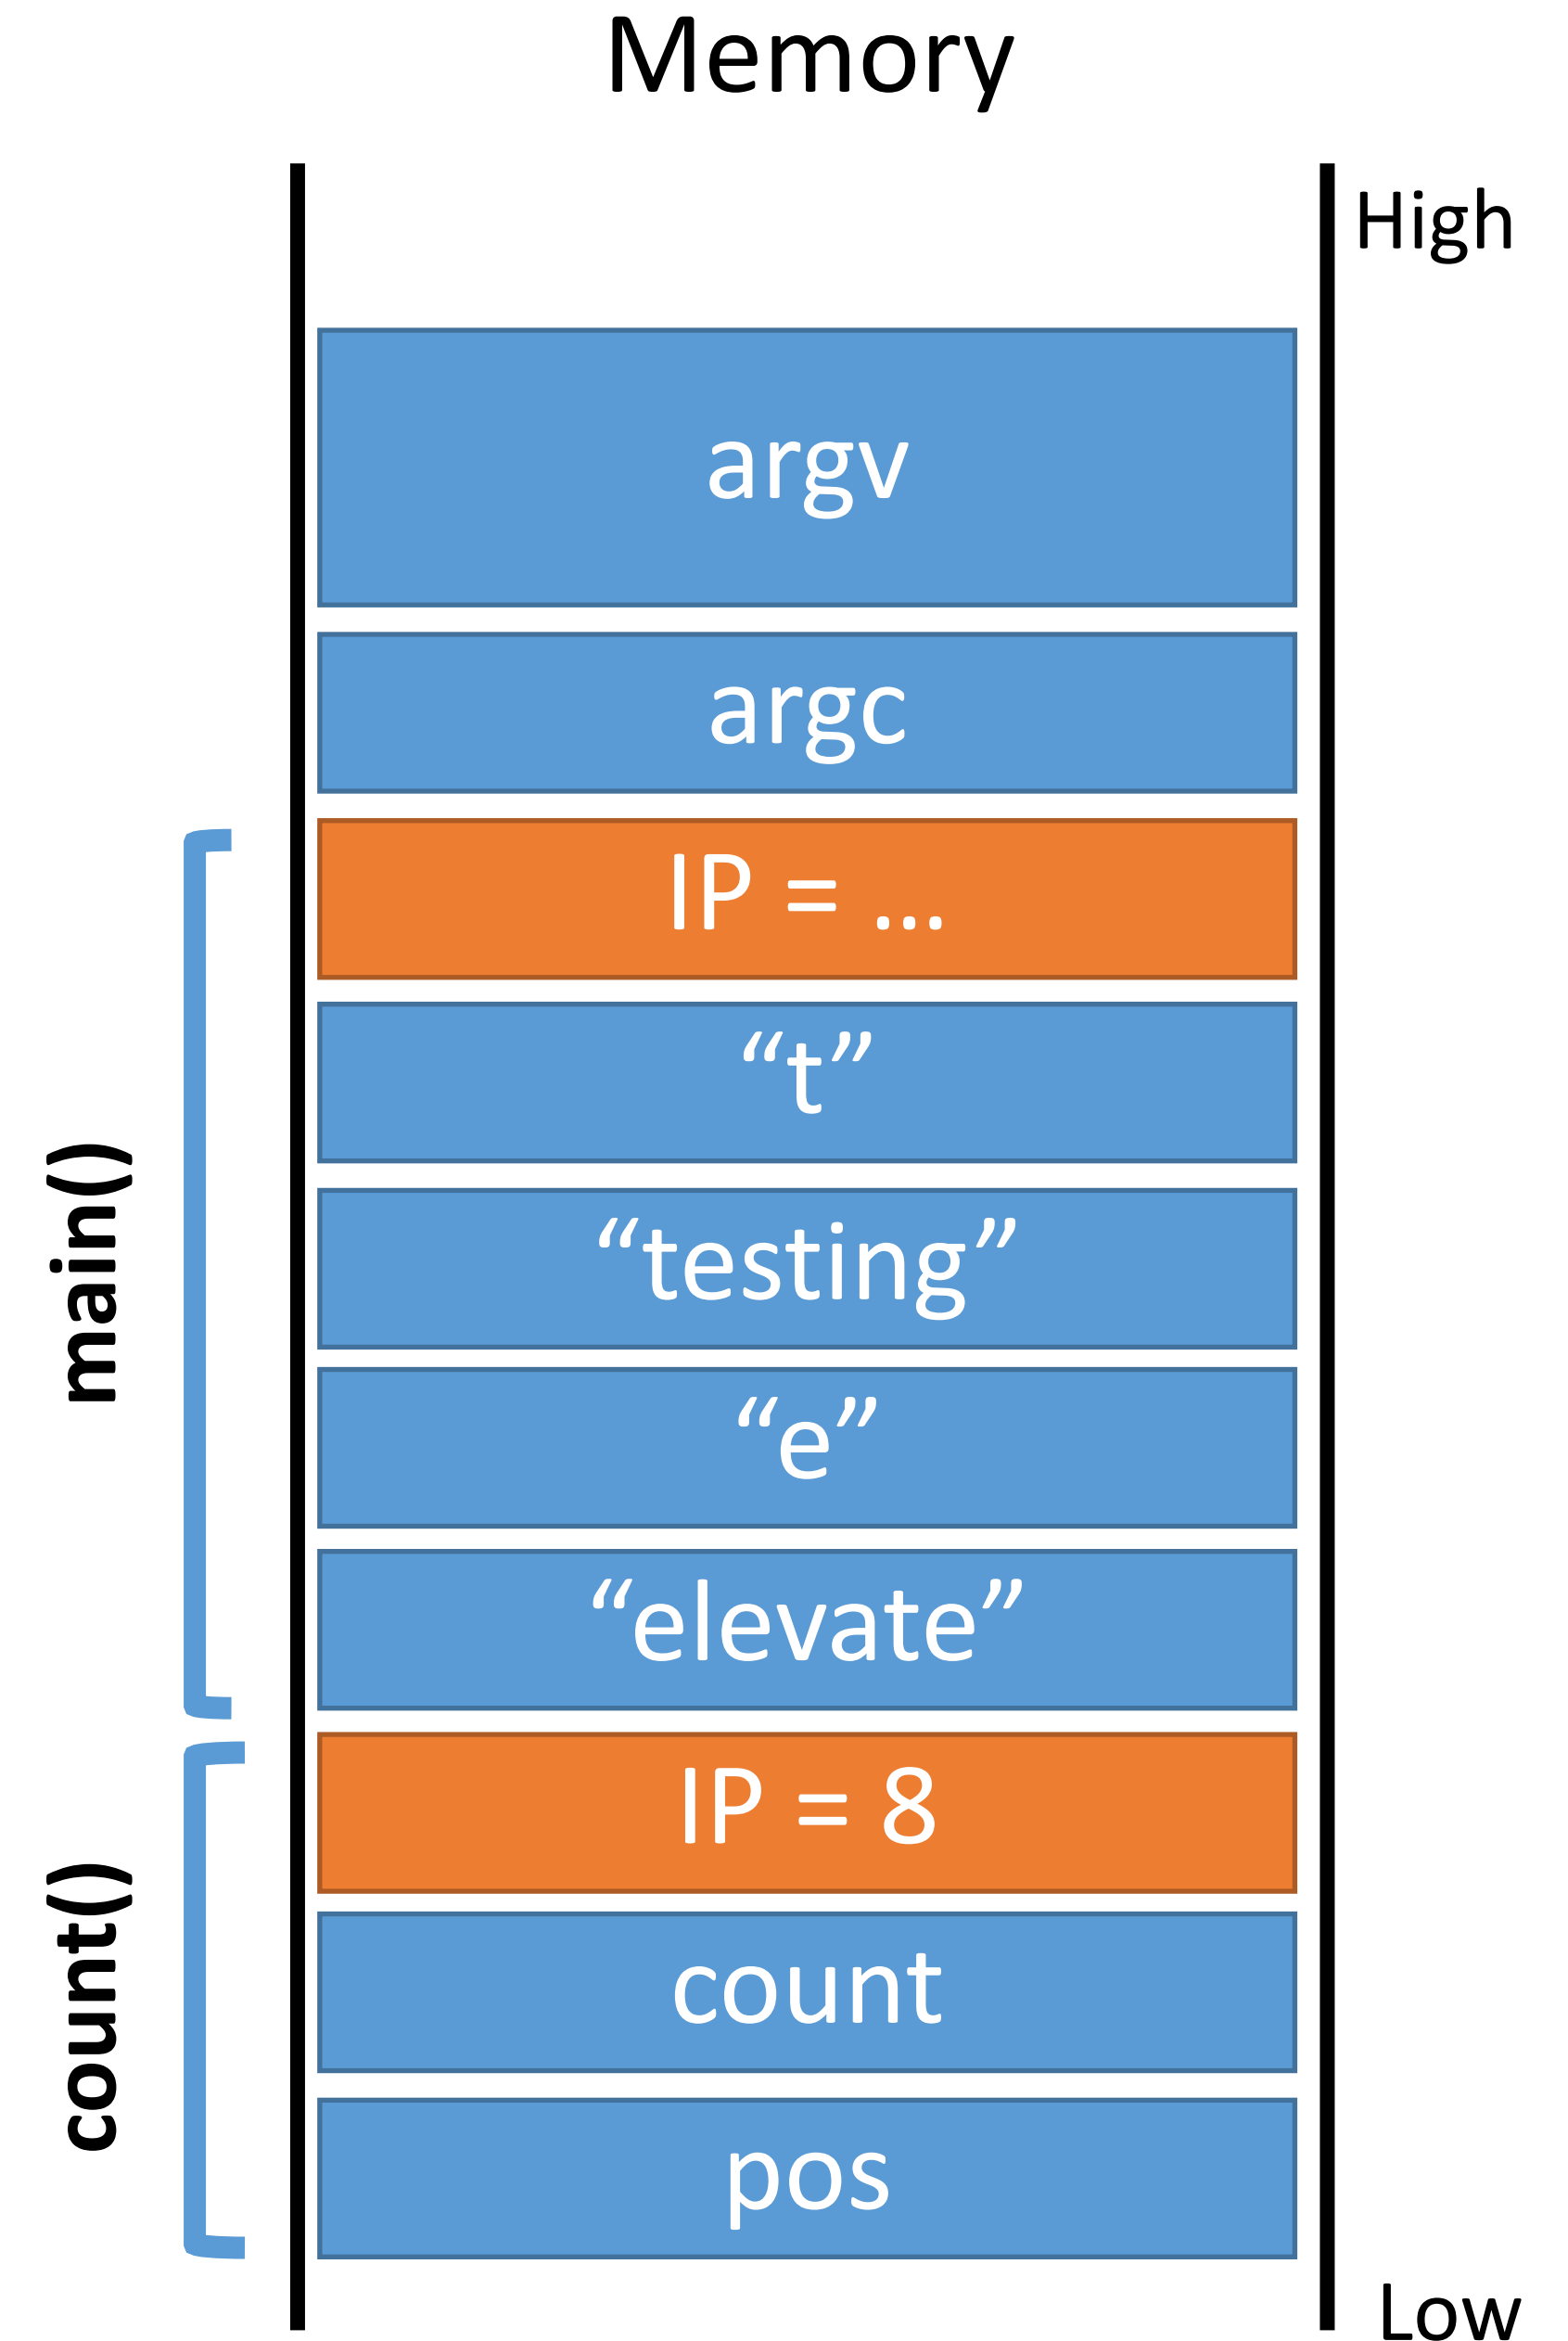 Memory
High
argv
argc
IP = …
“t”
“testing”
“e”
“elevate”
IP = 8
count
pos
Low
main()
count()